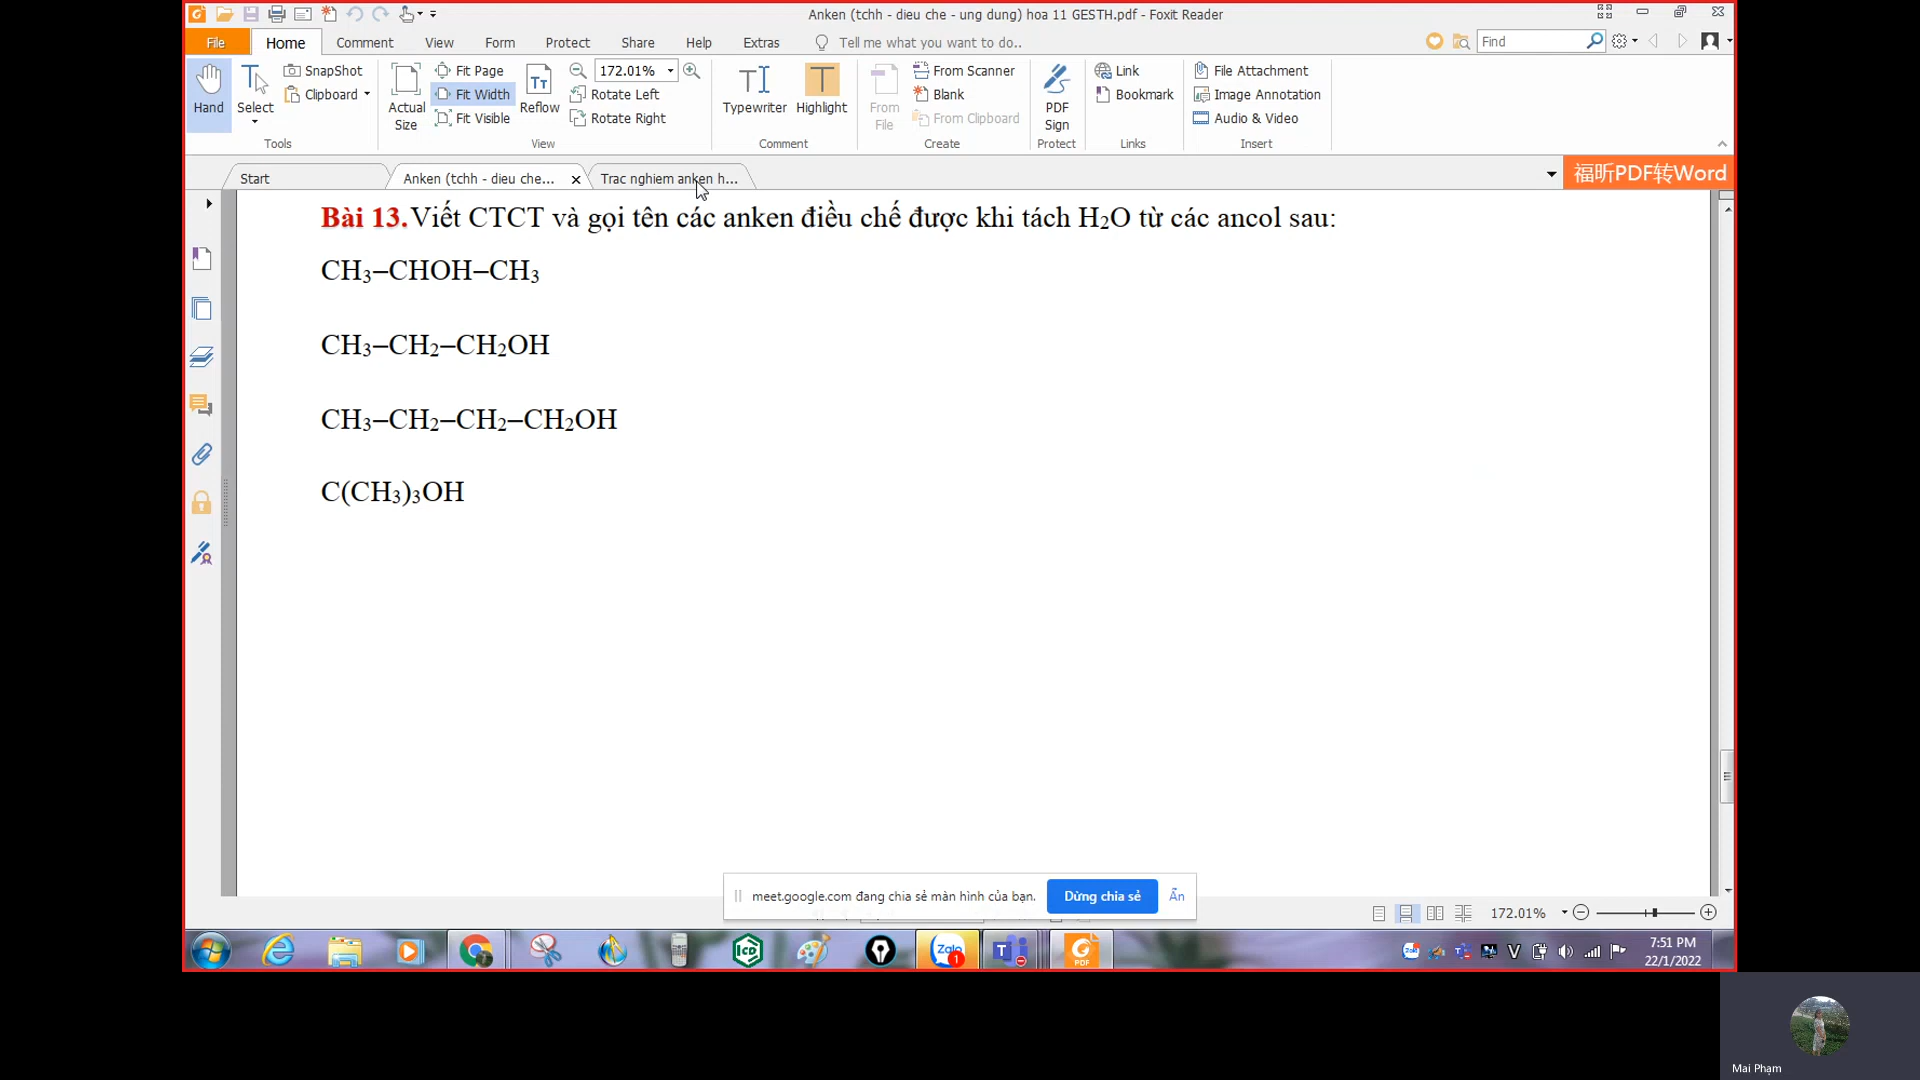 Anken (tchh - dieu che - ung dung) hoa 11 GESTH.pdf - Foxit Reader
File Home Comment View Form Protect Share Help Extras Tell me what you want to do.. Find
Hand
Select
SnapShot
Clipboard
Tools
Actual Size
Fit Page
Fit Width
Fit Visible
Reflow
172.01%
Rotate Left
Rotate Right
View
Typewriter
Highlight
Comment
From File
From Scanner
Blank
From Clipboard
Create
PDF Sign
Protect
Link
Bookmark
Links
File Attachment
Image Annotation
Audio & Video
Insert
Start
Anken (tchh - dieu che...
Trac nghiem anken h...
福昕PDF转Word
Bài 13.Viết CTCT và gọi tên các anken điều chế được khi tách H₂O từ các ancol sau:
CH₃–CHOH–CH₃
CH₃–CH₂–CH₂OH
CH₃–CH₂–CH₂–CH₂OH
C(CH₃)₃OH
meet.google.com đang chia sẻ màn hình của bạn. Dừng chia sẻ Ẩn
172.01%
Zalo 1
PDF
7:51 PM
22/1/2022
Mai Phạm